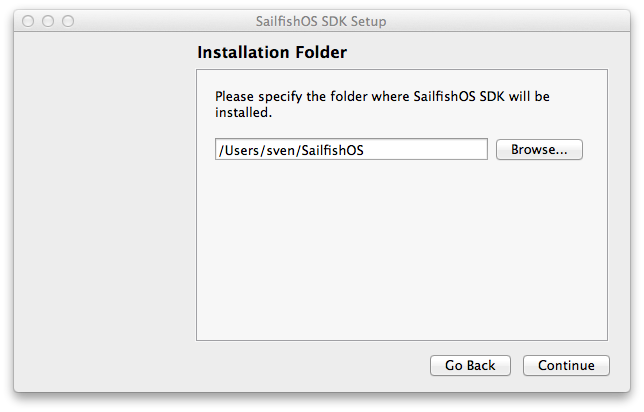 SailfishOS SDK Setup
Installation Folder
Please specify the folder where SailfishOS SDK will be
installed.
/Users/sven/SailfishOS
Browse...
Go Back
Continue